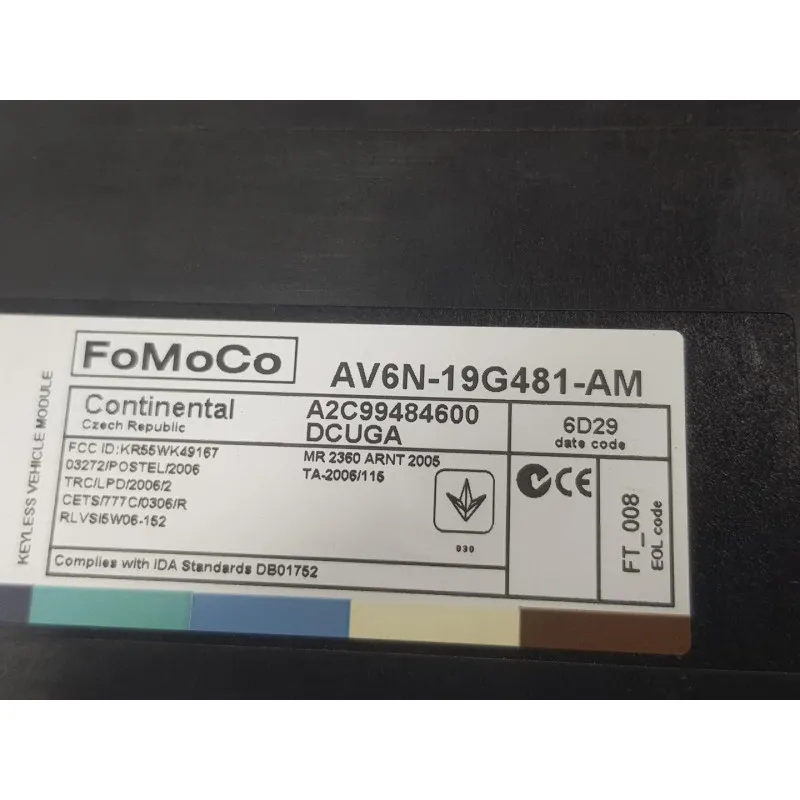 KEYLESS VEHICLE MODULE
FoMoCo
AV6N-19G481-AM
Continental
Czech Republic
A2C99484600
DCUGA
6D29
date code
FCC ID:KR55WK49167
03272/POSTEL/2006
TRC/LPD/2006/2
CETS/777C/0306/R
RLVSI5W06-152
MR 2360 ARNT 2005
TA-2006/115
030
CE
FT_008
EOL code
Complies with IDA Standards DB01752